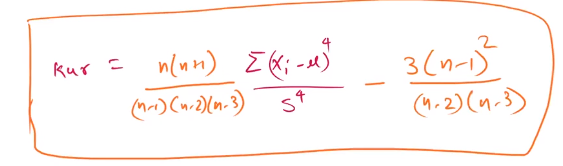 Kur = n(n+1)/(n-1)(n-2)(n-3) Σ(xᵢ-μ)⁴/S⁴ - 3(n-1)²/(n-2)(n-3)